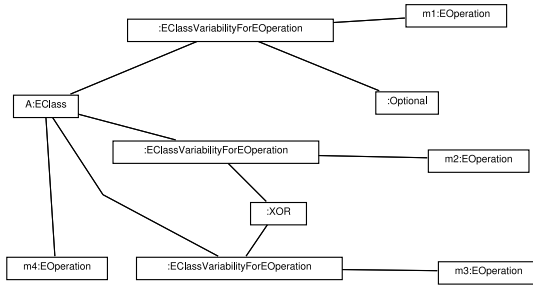 m1:EOperation
:EClassVariabilityForEOperation
:Optional
A:EClass
:EClassVariabilityForEOperation
m2:EOperation
:XOR
m4:EOperation
:EClassVariabilityForEOperation
m3:EOperation